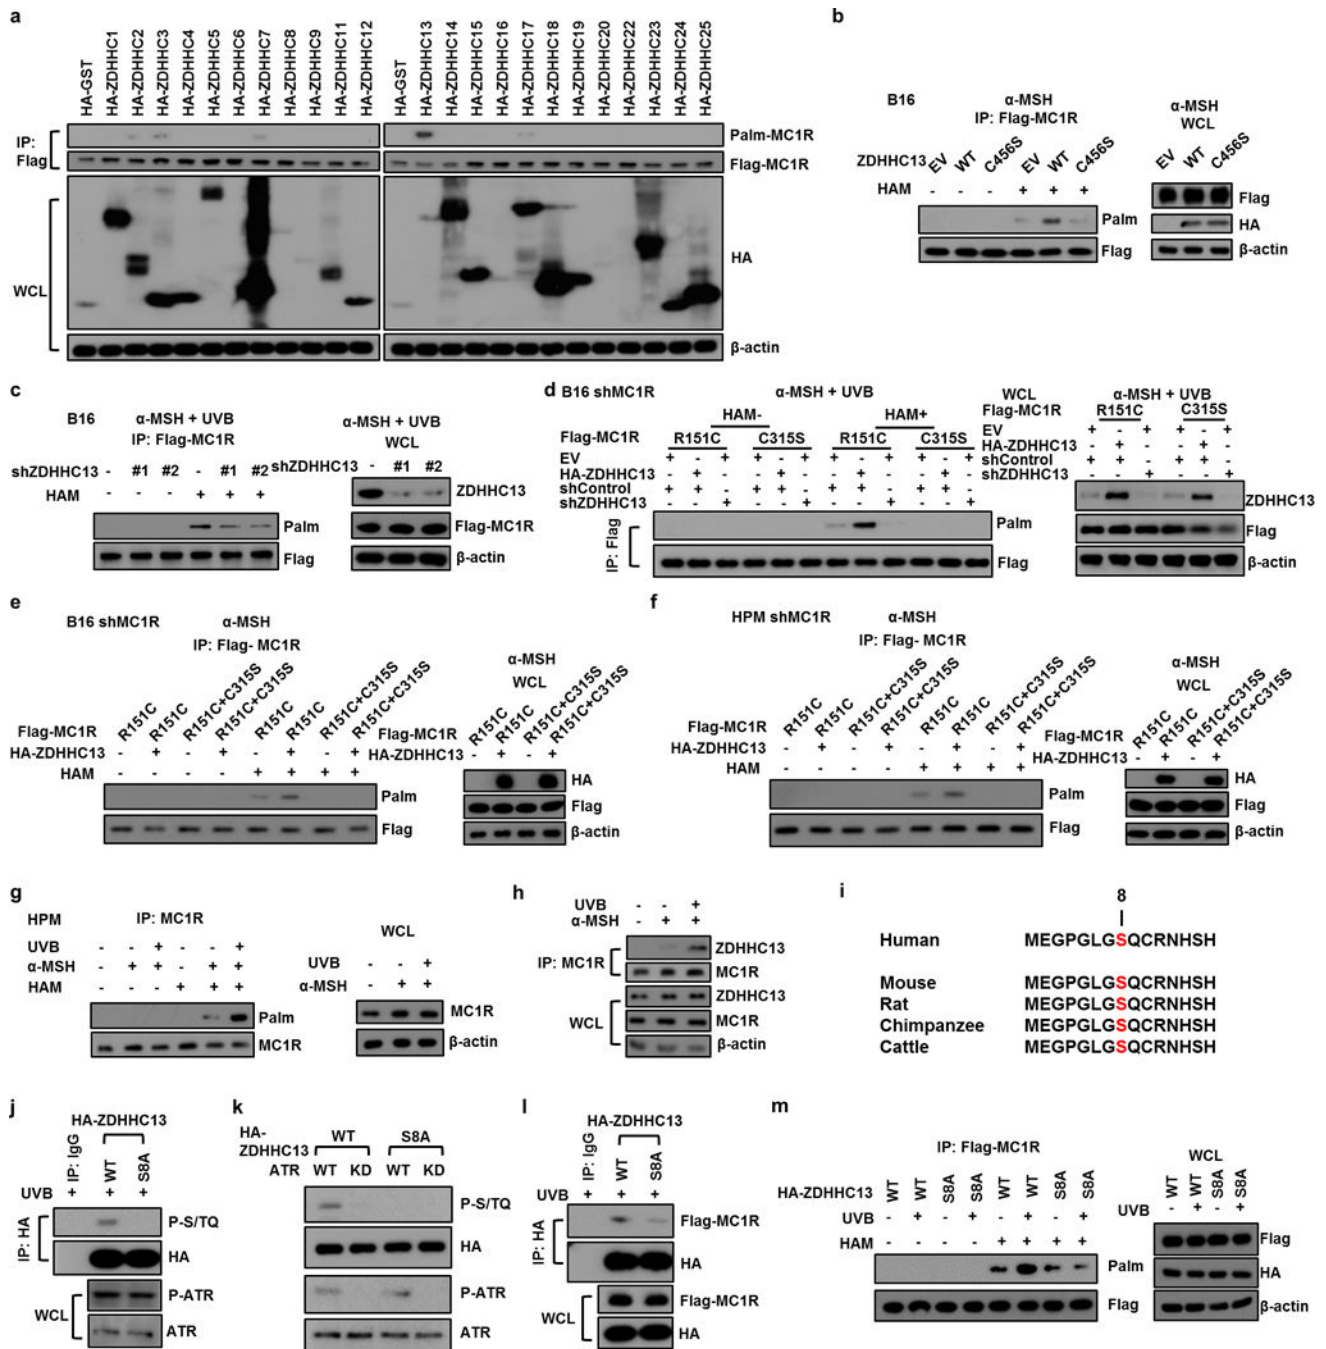 a
HA-GST
HA-ZDHHC1
HA-ZDHHC2
HA-ZDHHC3
HA-ZDHHC4
HA-ZDHHC5
HA-ZDHHC6
HA-ZDHHC7
HA-ZDHHC8
HA-ZDHHC9
HA-ZDHHC11
HA-ZDHHC12
HA-GST
HA-ZDHHC13
HA-ZDHHC14
HA-ZDHHC15
HA-ZDHHC16
HA-ZDHHC17
HA-ZDHHC18
HA-ZDHHC19
HA-ZDHHC20
HA-ZDHHC22
HA-ZDHHC23
HA-ZDHHC24
HA-ZDHHC25
IP:
Flag
Palm-MC1R
Flag-MC1R
WCL
HA
β-actin
b
B16
α-MSH
IP: Flag-MC1R
α-MSH
WCL
ZDHHC13 EV WT C456S EV WT C456S
EV WT C456S
HAM - - - + + +
Palm
Flag
Flag
HA
β-actin
c
B16
α-MSH + UVB
IP: Flag-MC1R
α-MSH + UVB
WCL
shZDHHC13 - #1 #2 - #1 #2
shZDHHC13 - #1 #2
HAM - - - + + +
Palm
Flag
ZDHHC13
Flag-MC1R
β-actin
d
B16 shMC1R α-MSH + UVB
HAM- HAM+
Flag-MC1R R151C C315S R151C C315S
EV + - + + - + + - + + - +
HA-ZDHHC13 - + - - + - - + - - + -
shControl + + - + + - + + - + + -
shZDHHC13 - - + - - + - - + - - +
IP: Flag
Palm
Flag
WCL α-MSH + UVB
Flag-MC1R R151C C315S
EV + - + + - +
HA-ZDHHC13 - + - - + -
shControl + + - + + -
shZDHHC13 - - + - - +
ZDHHC13
Flag
β-actin
e
B16 shMC1R α-MSH
IP: Flag- MC1R
α-MSH
WCL
Flag-MC1R R151C R151C R151C+C315S R151C+C315S R151C R151C R151C+C315S R151C+C315S
HA-ZDHHC13 - + - + - + - +
HAM - - - - + + + +
Palm
Flag
Flag-MC1R R151C R151C R151C+C315S R151C+C315S
HA-ZDHHC13 - + - +
HA
Flag
β-actin
f
HPM shMC1R α-MSH
IP: Flag- MC1R
α-MSH
WCL
Flag-MC1R R151C R151C R151C+C315S R151C+C315S R151C R151C R151C+C315S R151C+C315S
HA-ZDHHC13 - + - + - + - +
HAM - - - - + + + +
Palm
Flag
Flag-MC1R R151C R151C R151C+C315S R151C+C315S
HA-ZDHHC13 - + - +
HA
Flag
β-actin
g
HPM IP: MC1R
UVB - - + - - +
α-MSH - + + - + +
HAM - - - + + +
Palm
MC1R
WCL
UVB - - +
α-MSH - + +
MC1R
β-actin
h
UVB - - +
α-MSH - + +
IP: MC1R
ZDHHC13
MC1R
WCL
ZDHHC13
MC1R
β-actin
i
8
Human MEGPGLGSQCRNHSH
Mouse MEGPGLGSQCRNHSH
Rat MEGPGLGSQCRNHSH
Chimpanzee MEGPGLGSQCRNHSH
Cattle MEGPGLGSQCRNHSH
j
HA-ZDHHC13
IP: IgG WT S8A
UVB + + +
IP: HA
P-S/TQ
HA
WCL
P-ATR
ATR
k
HA-
ZDHHC13 WT S8A
ATR WT KD WT KD
P-S/TQ
HA
P-ATR
ATR
l
HA-ZDHHC13
IP: IgG WT S8A
UVB + + +
IP: HA
Flag-MC1R
HA
WCL
Flag-MC1R
HA
m
IP: Flag-MC1R
HA-ZDHHC13 WT WT S8A S8A WT WT S8A S8A
UVB - + - + - + - +
HAM - - - - + + + +
Palm
Flag
WCL
WT WT S8A S8A
UVB - + - +
Flag
HA
β-actin